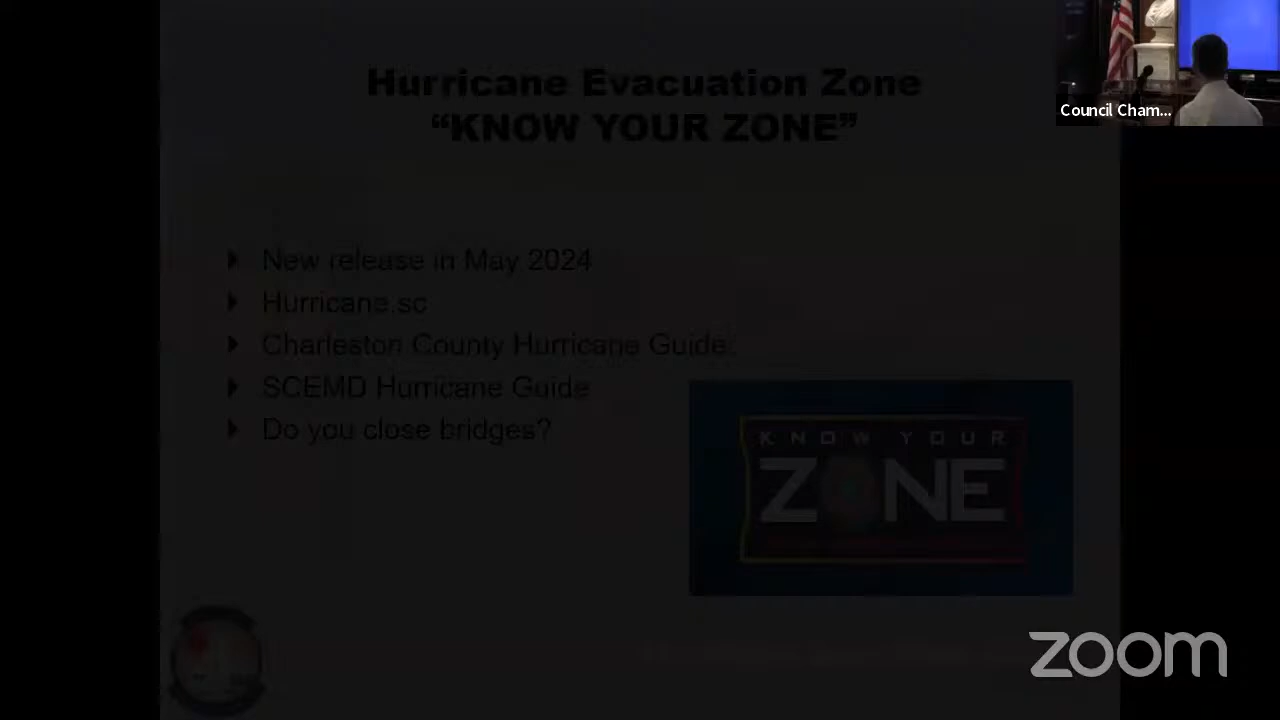 Hurricane Evacuation Zone
“KNOW YOUR ZONE”
Council Cham...
New release in May 2024
Hurricane.sc
Charleston County Hurricane Guide
SCEMD Hurricane Guide
Do you close bridges?
KNOW YOUR
ZONE
zoom